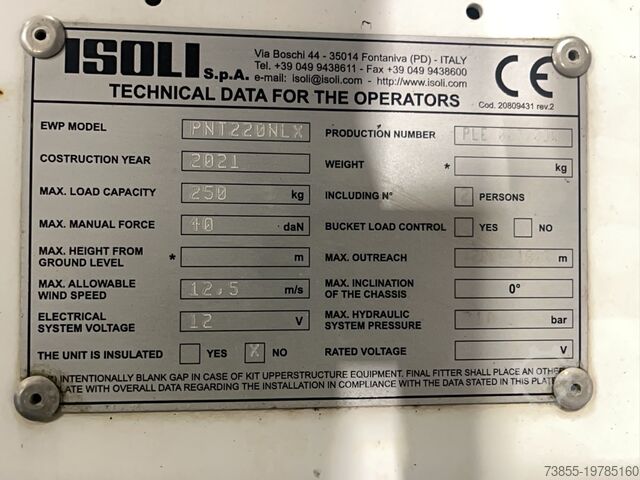 ISOLI S.p.A.
Via Boschi 44 - 35014 Fontaniva (PD) - ITALY
Tel. +39 049 9438611 - Fax +39 049 9438600
e-mail: isoli@isoli.com - http://www.isoli.com
CE
TECHNICAL DATA FOR THE OPERATORS
Cod. 20809431 rev.2
EWP MODEL PNT220NLX
PRODUCTION NUMBER PLE
COSTRUCTION YEAR 2021
WEIGHT * kg
MAX. LOAD CAPACITY 250 kg
INCLUDING N° 2 PERSONS
MAX. MANUAL FORCE 40 daN
BUCKET LOAD CONTROL YES NO
MAX. HEIGHT FROM GROUND LEVEL * m
MAX. OUTREACH m
MAX. ALLOWABLE WIND SPEED 12,5 m/s
MAX. INCLINATION OF THE CHASSIS 0°
ELECTRICAL SYSTEM VOLTAGE 12 V
MAX. HYDRAULIC SYSTEM PRESSURE bar
THE UNIT IS INSULATED YES X NO
RATED VOLTAGE V
INTENTIONALLY BLANK GAP IN CASE OF KIT UPPERSTRUCTURE EQUIPMENT. FINAL FITTER SHALL PLACE AN OTHER
PLATE WITH OVERALL DATA REGARDING THE INSTALLATION IN COMPLIANCE WITH THE DATA STATED IN THIS PLATE
73855-19785160